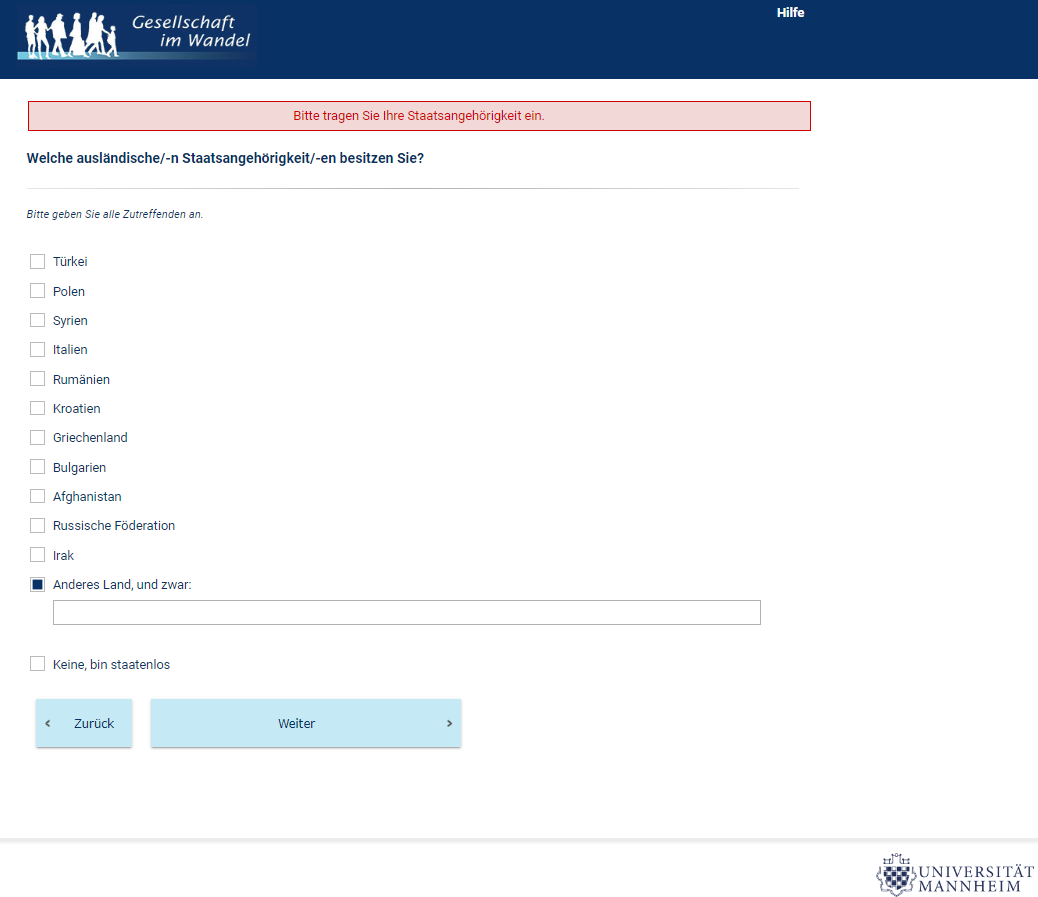 Gesellschaft
im Wandel
Hilfe
Bitte tragen Sie Ihre Staatsangehörigkeit ein.
Welche ausländische/-n Staatsangehörigkeit/-en besitzen Sie?
Bitte geben Sie alle Zutreffenden an.
Türkei
Polen
Syrien
Italien
Rumänien
Kroatien
Griechenland
Bulgarien
Afghanistan
Russische Föderation
Irak
Anderes Land, und zwar:
Keine, bin staatenlos
Zurück
Weiter
UNIVERSITÄT
MANNHEIM